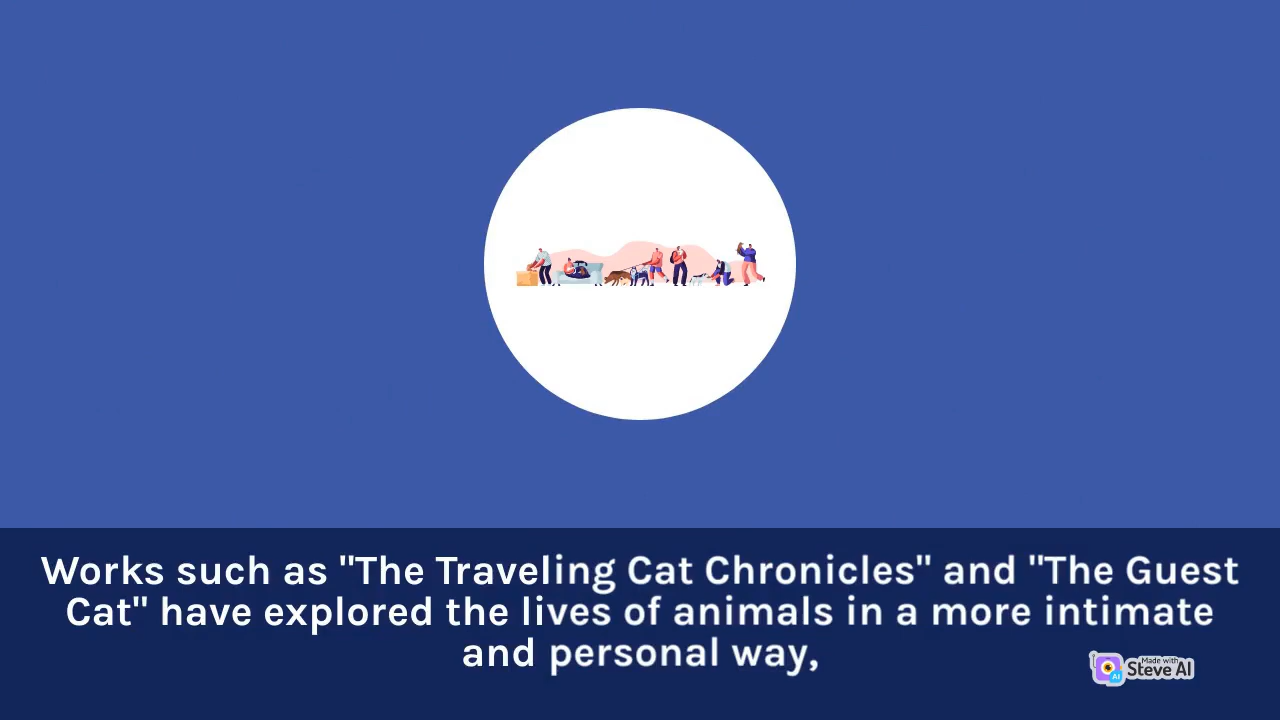 Works such as "The Traveling Cat Chronicles" and "The Guest
Cat" have explored the lives of animals in a more intimate
and personal way,
Made with
Steve AI
AI